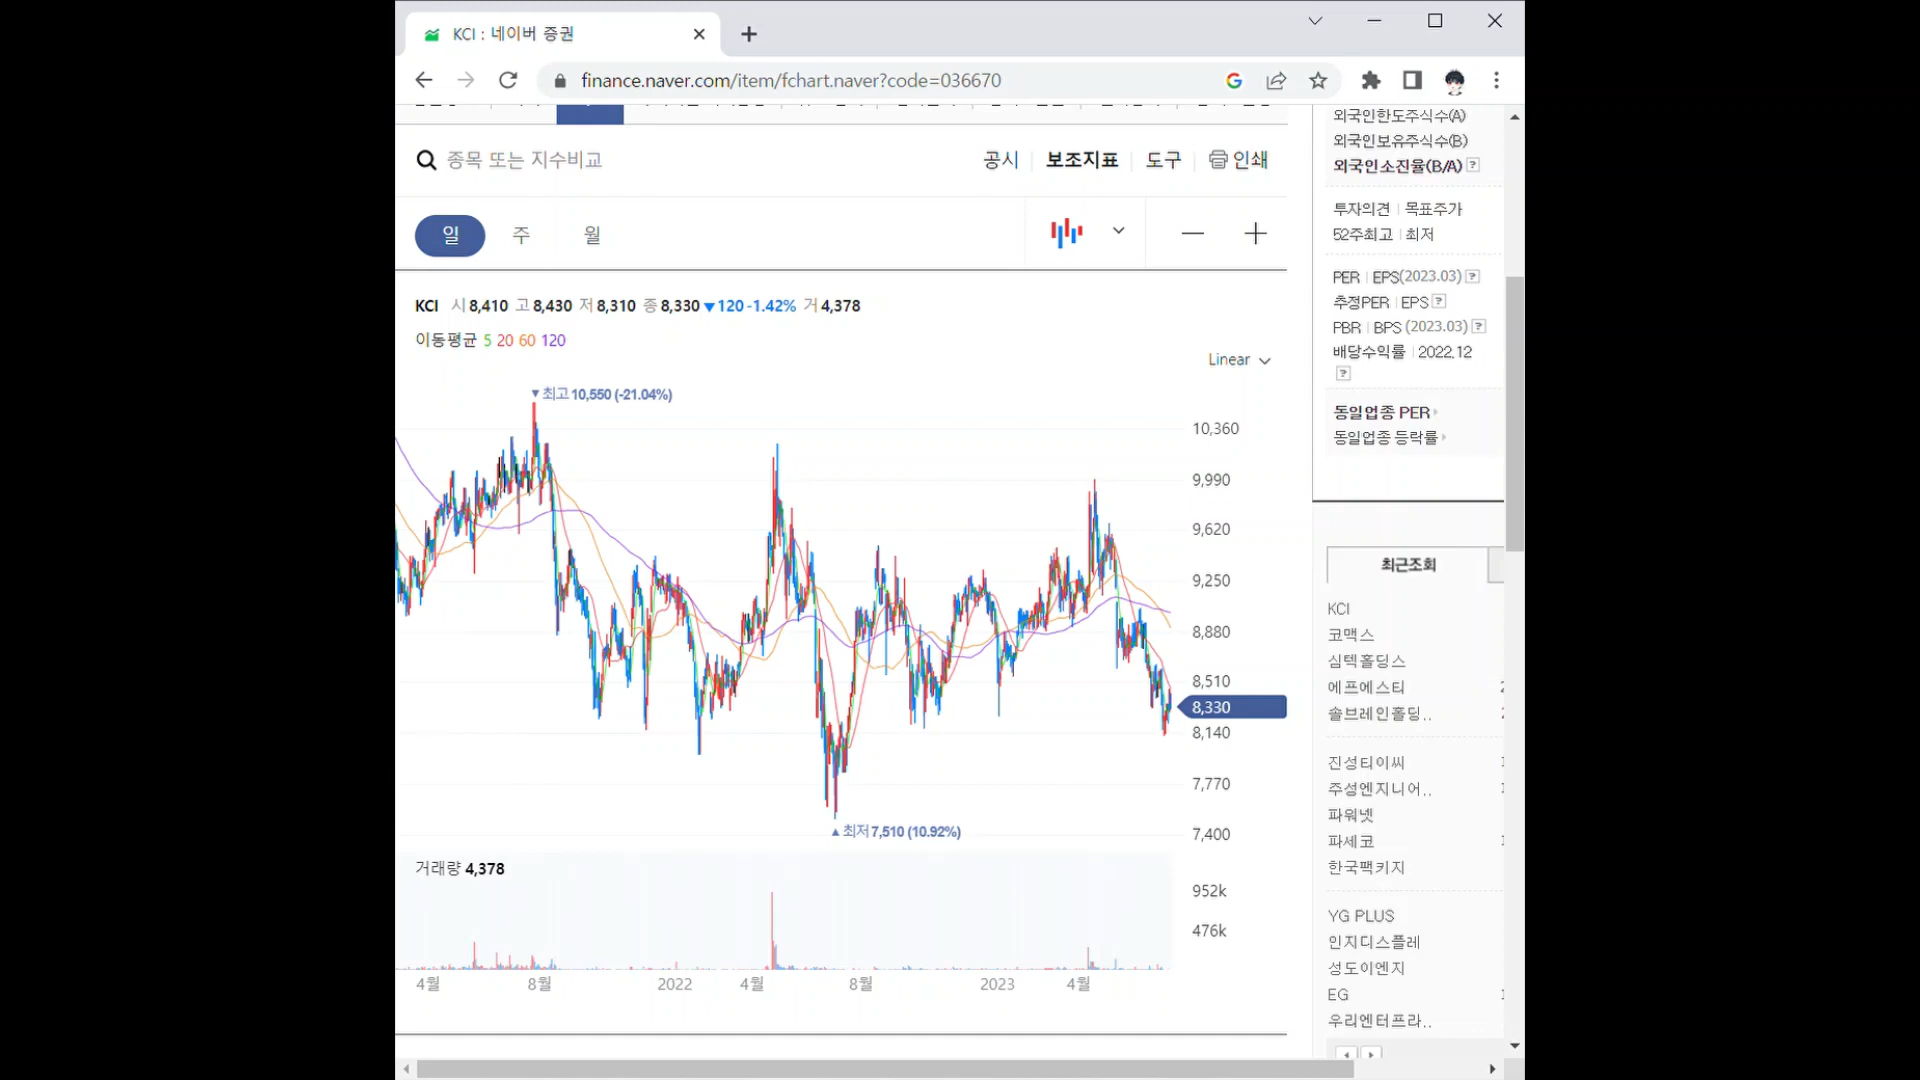 KCI : 네이버 증권
finance.naver.com/item/fchart.naver?code=036670
종목 또는 지수비교
공시 보조지표 도구 인쇄
일 주 월
KCI 시 8,410 고 8,430 저 8,310 종 8,330 ▼120 -1.42% 거 4,378
이동평균 5 20 60 120
Linear
▼최고 10,550 (-21.04%)
10,360
9,990
9,620
9,250
8,880
8,510
8,330
8,140
7,770
7,400
▲최저 7,510 (10.92%)
거래량 4,378
952k
476k
4월 8월 2022 4월 8월 2023 4월
외국인한도주식수(A)
외국인보유주식수(B)
외국인소진율(B/A) ?
투자의견 | 목표주가
52주최고 | 최저
PER | EPS(2023.03) ?
추정PER | EPS ?
PBR | BPS (2023.03) ?
배당수익률 | 2022.12
?
동일업종 PER
동일업종 등락률
최근조회
KCI
코맥스
심텍홀딩스
에프에스티
솔브레인홀딩..
진성티이씨
주성엔지니어..
파워넷
파세코
한국팩키지
YG PLUS
인지디스플레
성도이엔지
EG
우리엔터프라..